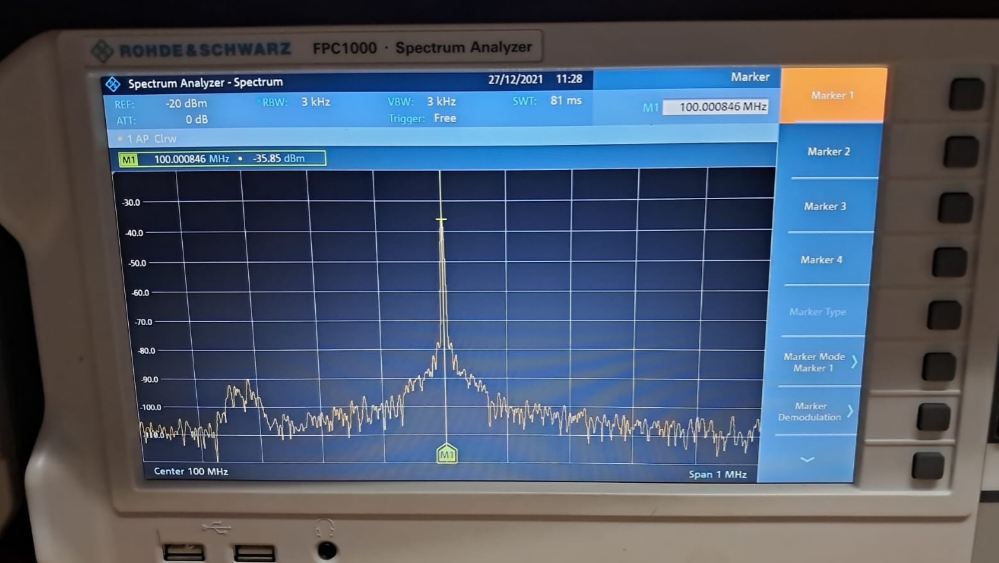 ROHDE&SCHWARZ FPC1000 · Spectrum Analyzer
Spectrum Analyzer - Spectrum 27/12/2021 11:28 Marker
REF: -20 dBm RBW: 3 kHz VBW: 3 kHz SWT: 81 ms M1 100.000846 MHz
ATT: 0 dB Trigger: Free
1 AP Clrw
M1 100.000846 MHz • -35.85 dBm
-30.0
-40.0
-50.0
-60.0
-70.0
-80.0
-90.0
-100.0
-110.0
M1
Center 100 MHz Span 1 MHz
Marker 1
Marker 2
Marker 3
Marker 4
Marker Type
Marker Mode
Marker 1
Marker
Demodulation